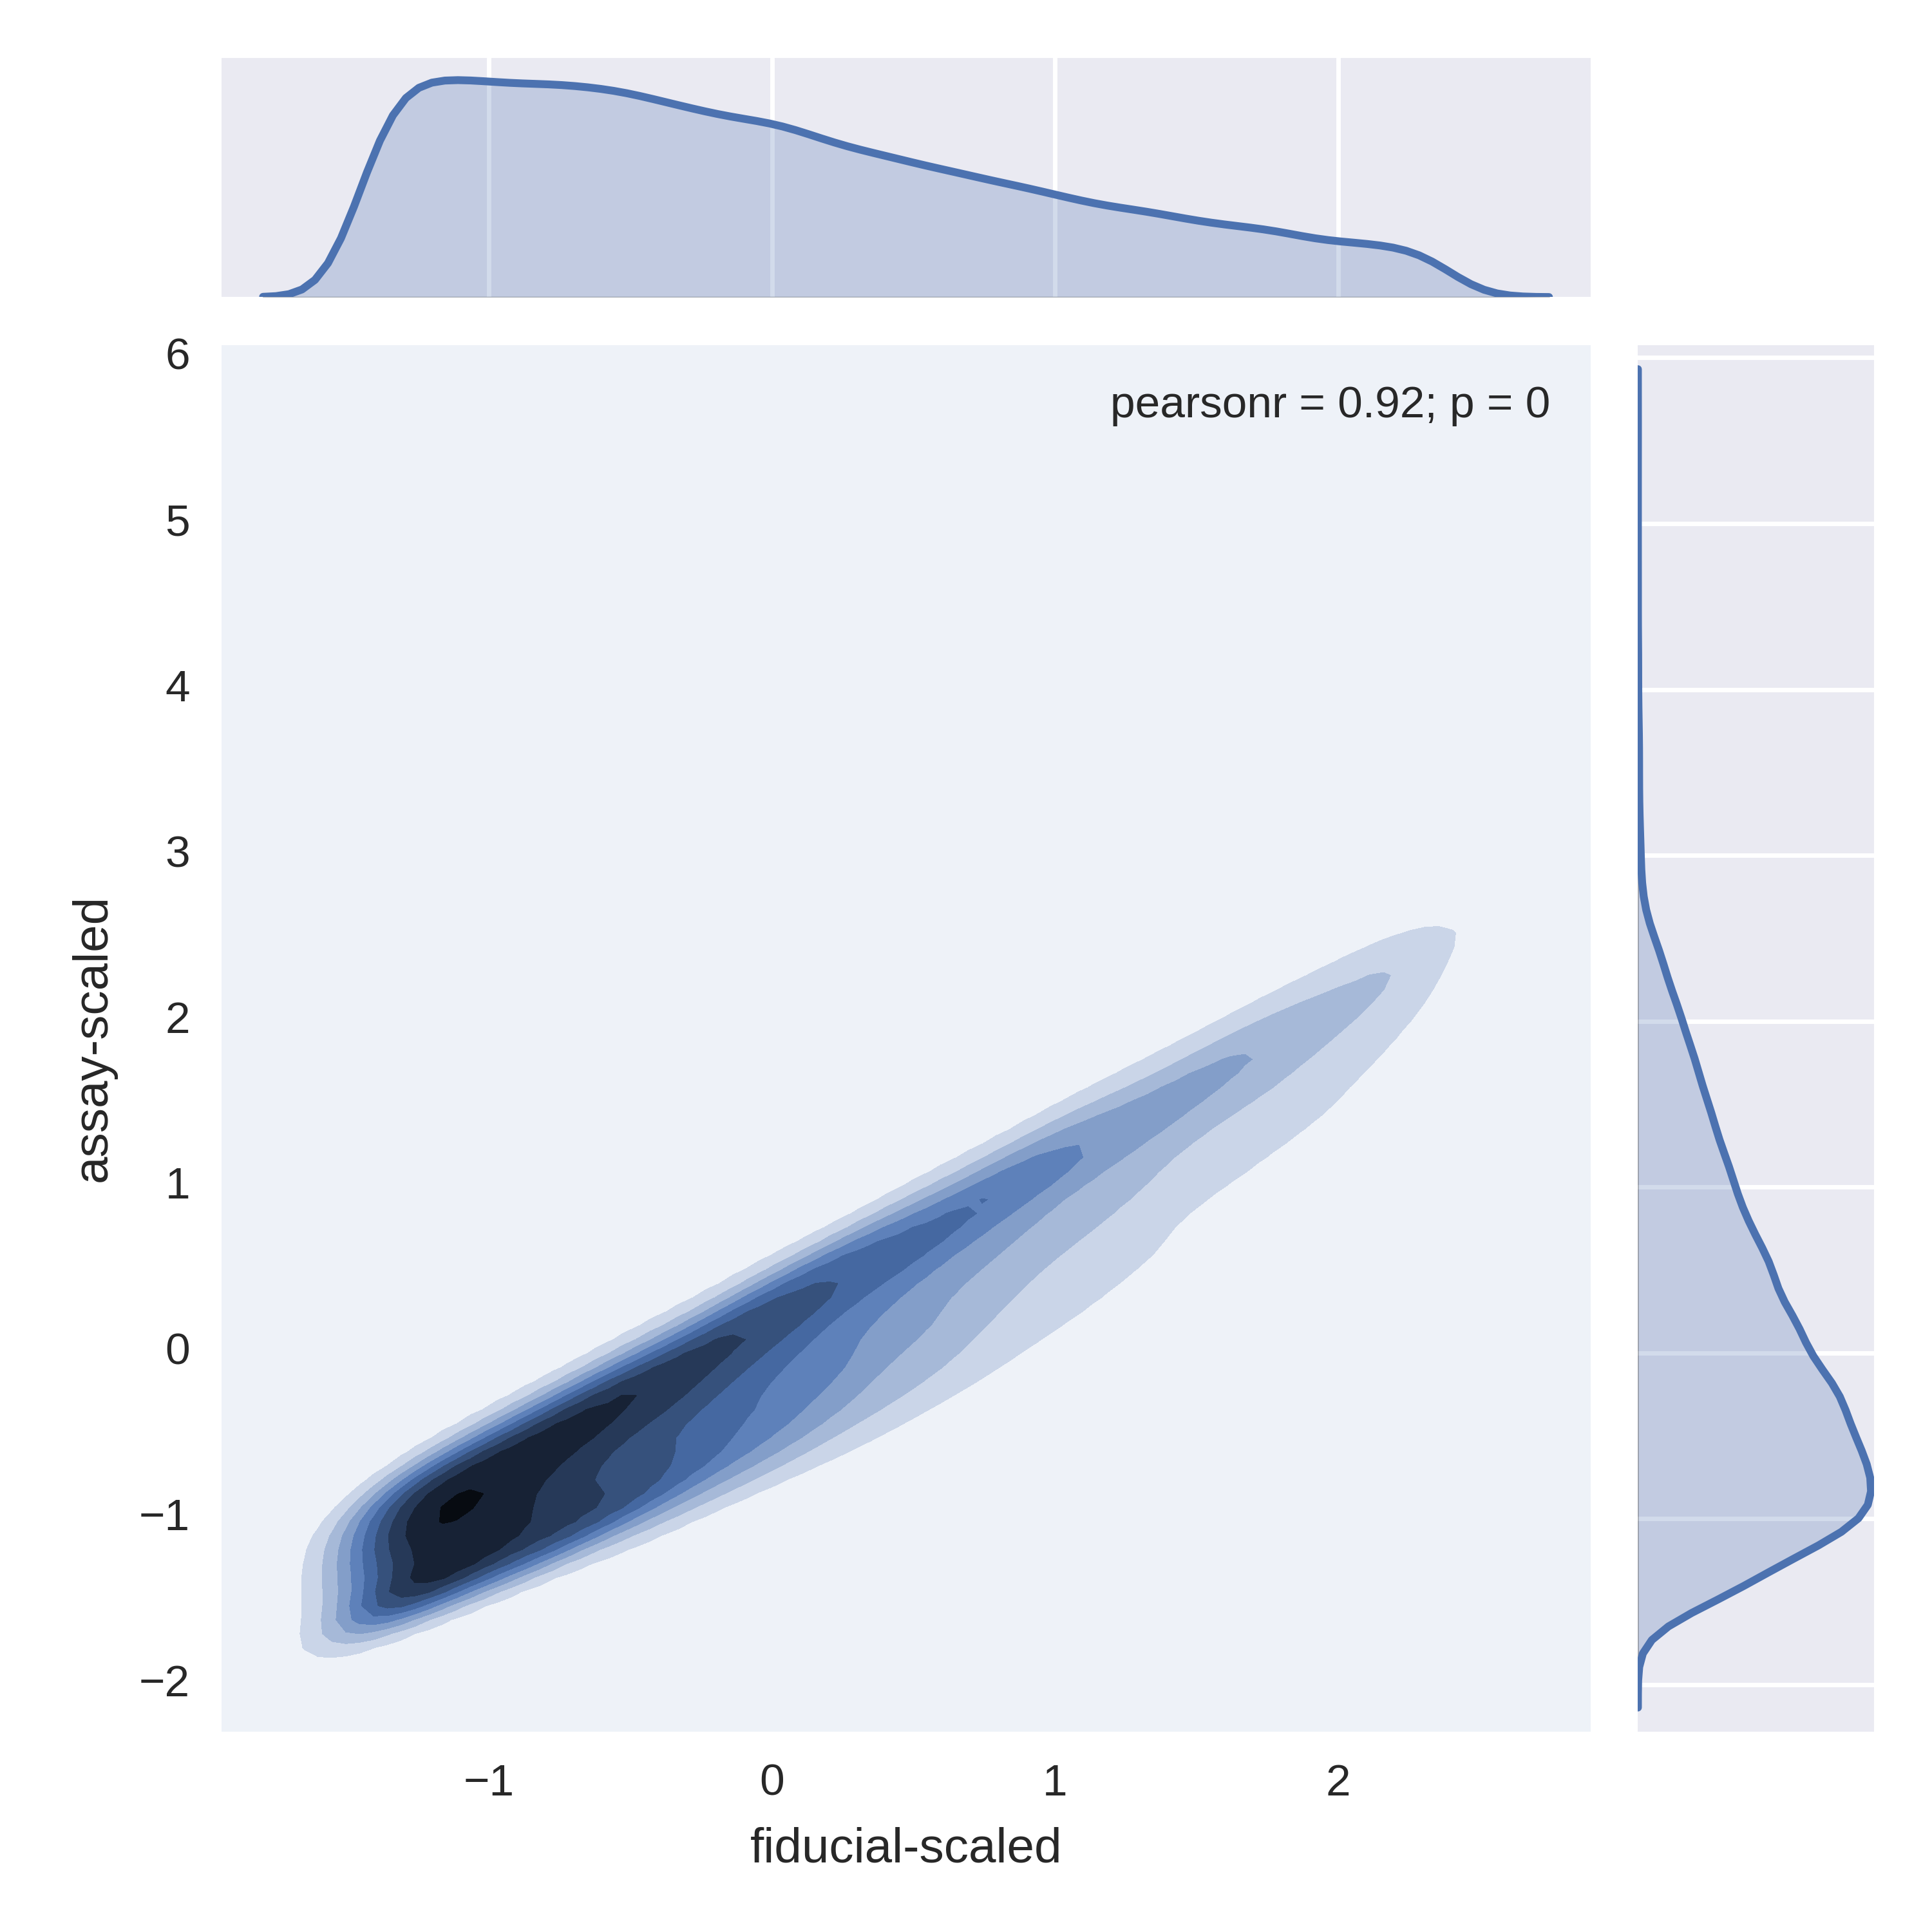 pearsonr = 0.92; p = 0
6
5
4
3
2
1
0
−1
−2
assay-scaled
−1 0 1 2
fiducial-scaled